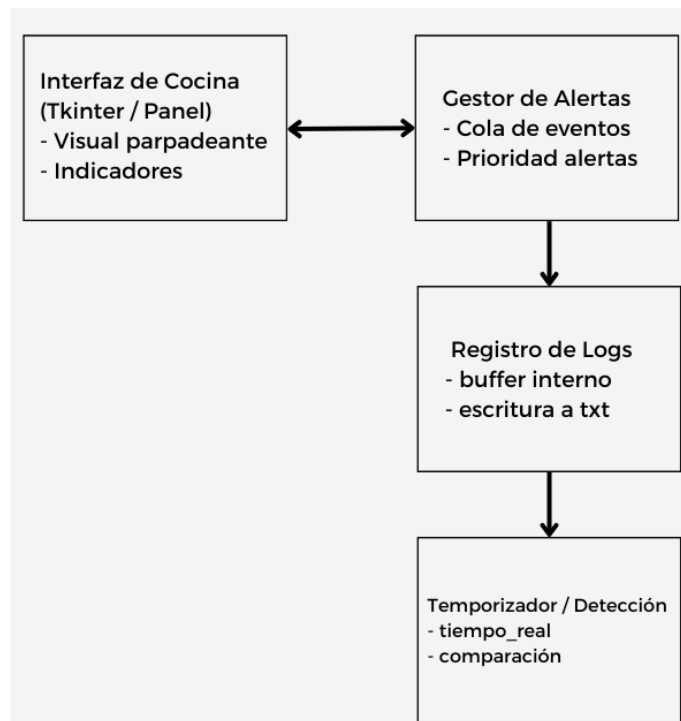 Interfaz de Cocina
(Tkinter / Panel)
- Visual parpadeante
- Indicadores
Gestor de Alertas
- Cola de eventos
- Prioridad alertas
Registro de Logs
- buffer interno
- escritura a txt
Temporizador / Detección
- tiempo_real
- comparación